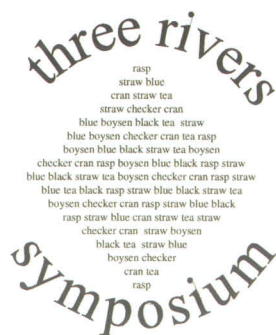 three rivers
rasp
straw blue
cran straw tea
straw checker cran
blue boysen black tea straw
blue boysen checker cran tea rasp
boysen blue black straw tea boysen
checker cran rasp boysen blue black rasp straw
blue black straw tea boysen checker cran rasp straw
blue tea black rasp straw blue black straw tea
boysen checker cran rasp straw blue black
rasp straw blue cran straw tea straw
checker cran straw boysen
black tea straw blue
boysen checker
cran tea
rasp
symposium